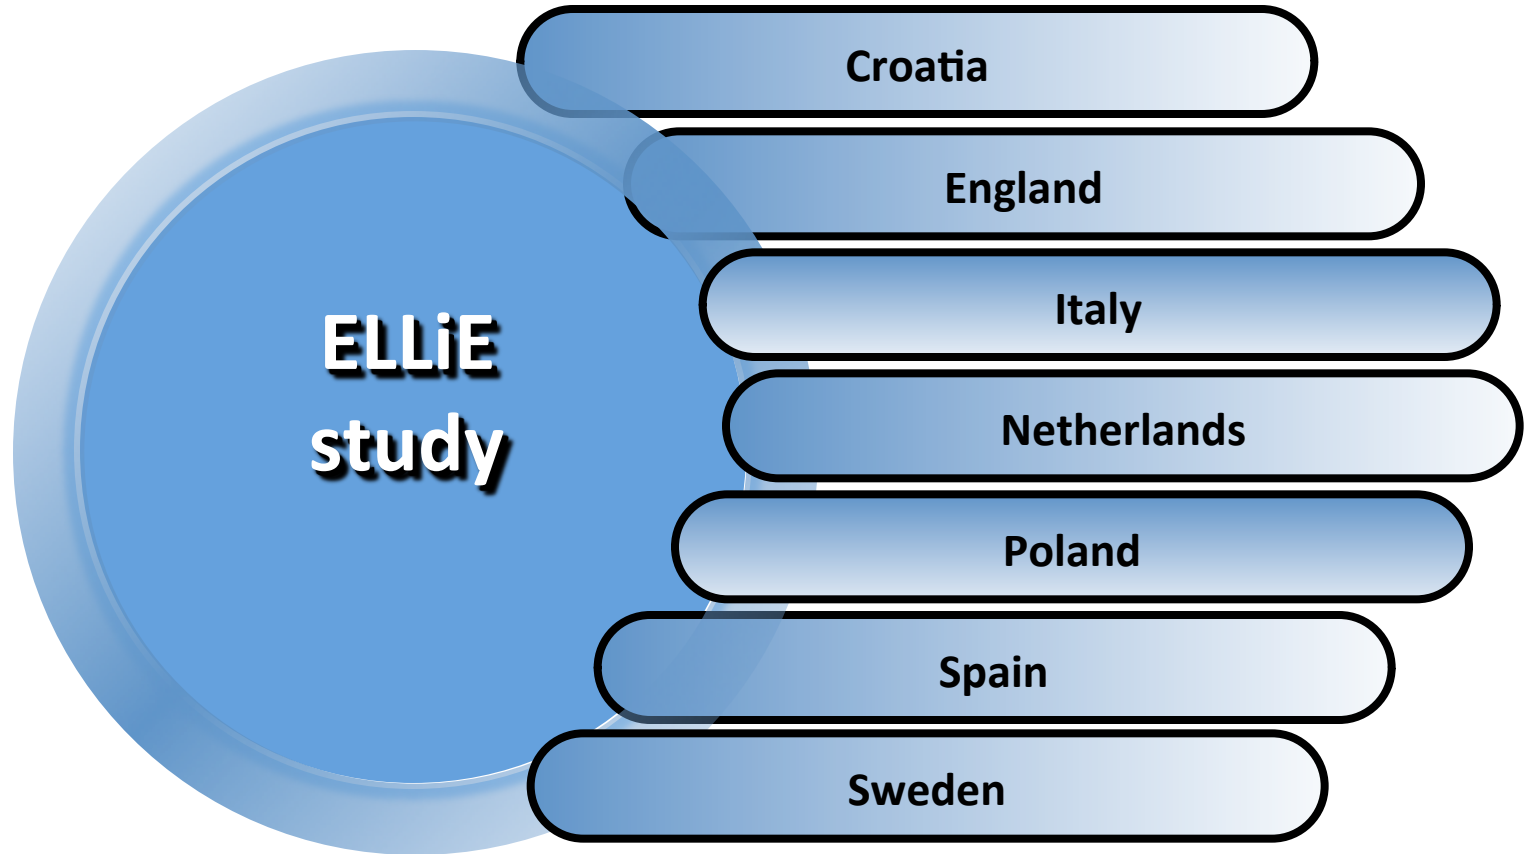 ELLiE
study
Croatia
England
Italy
Netherlands
Poland
Spain
Sweden